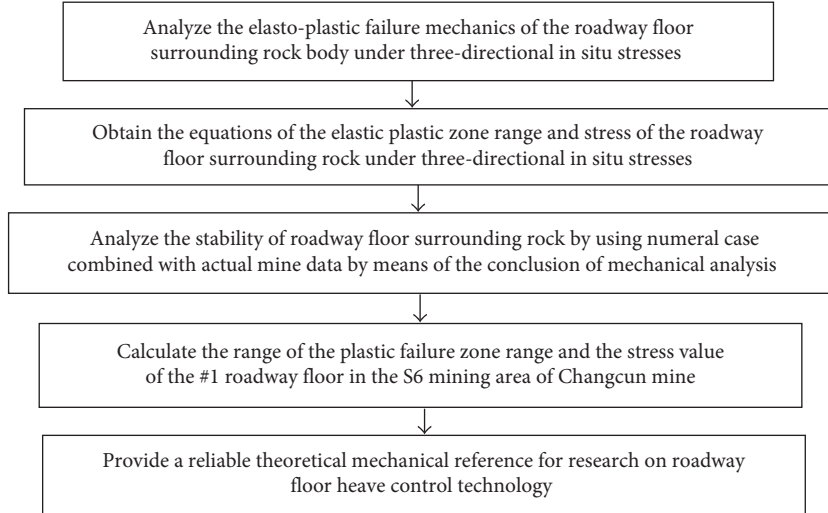 Analyze the elasto-plastic failure mechanics of the roadway floor
surrounding rock body under three-directional in situ stresses
Obtain the equations of the elastic plastic zone range and stress of the roadway
floor surrounding rock under three-directional in situ stresses
Analyze the stability of roadway floor surrounding rock by using numeral case
combined with actual mine data by means of the conclusion of mechanical analysis
Calculate the range of the plastic failure zone range and the stress value
of the #1 roadway floor in the S6 mining area of Changcun mine
Provide a reliable theoretical mechanical reference for research on roadway
floor heave control technology